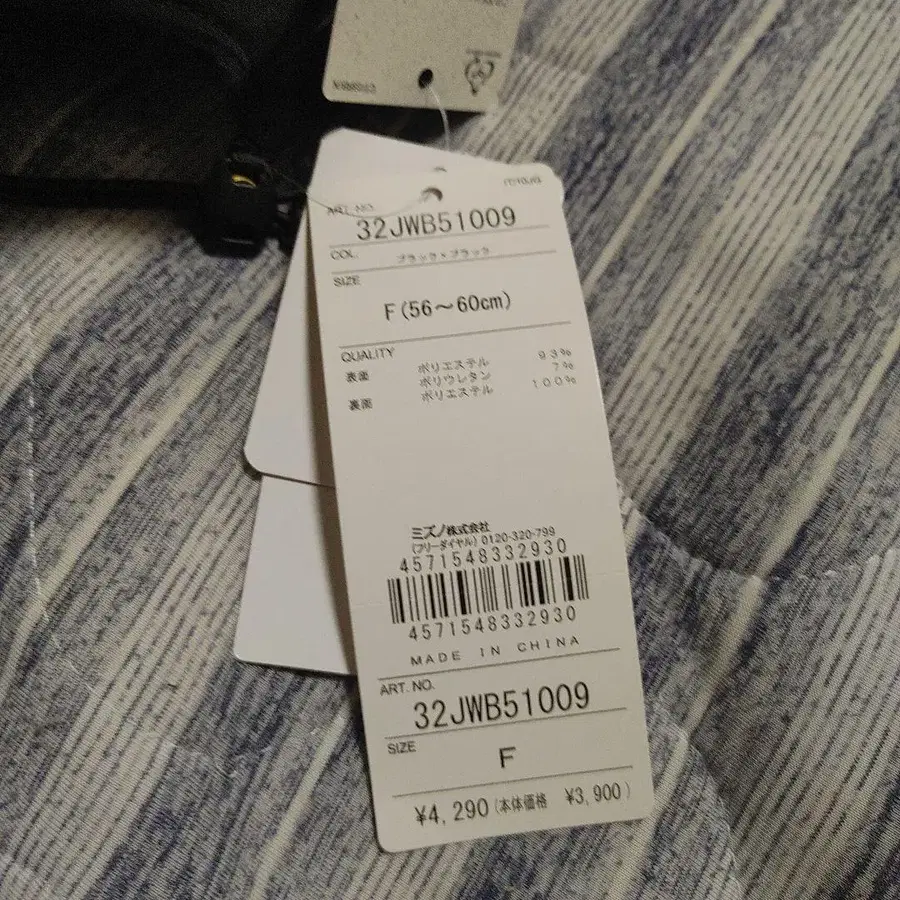 ART. NO.
32JWB51009
COL.
ブラック×ブラック
SIZE
F(56〜60cm)
QUALITY
表面 ポリエステル 93%
ポリウレタン 7%
裏面 ポリエステル 100%
ミズノ株式会社
(フリーダイヤル) 0120-320-799
4571548332930
4571548332930
MADE IN CHINA
ART. NO.
32JWB51009
SIZE
F
¥4,290(本体価格 ¥3,900)